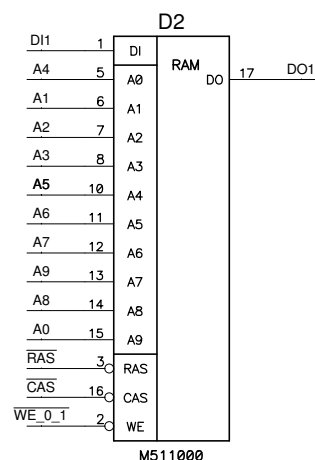 D2
DI1 1 DI RAM DO 17 DO1
A4 5 A0
A1 6 A1
A2 7 A2
A3 8 A3
A5 10 A4
A6 11 A5
A7 12 A6
A9 13 A7
A8 14 A8
A0 15 A9
RAS 3 RAS
CAS 16 CAS
WE_0_1 2 WE
M511000